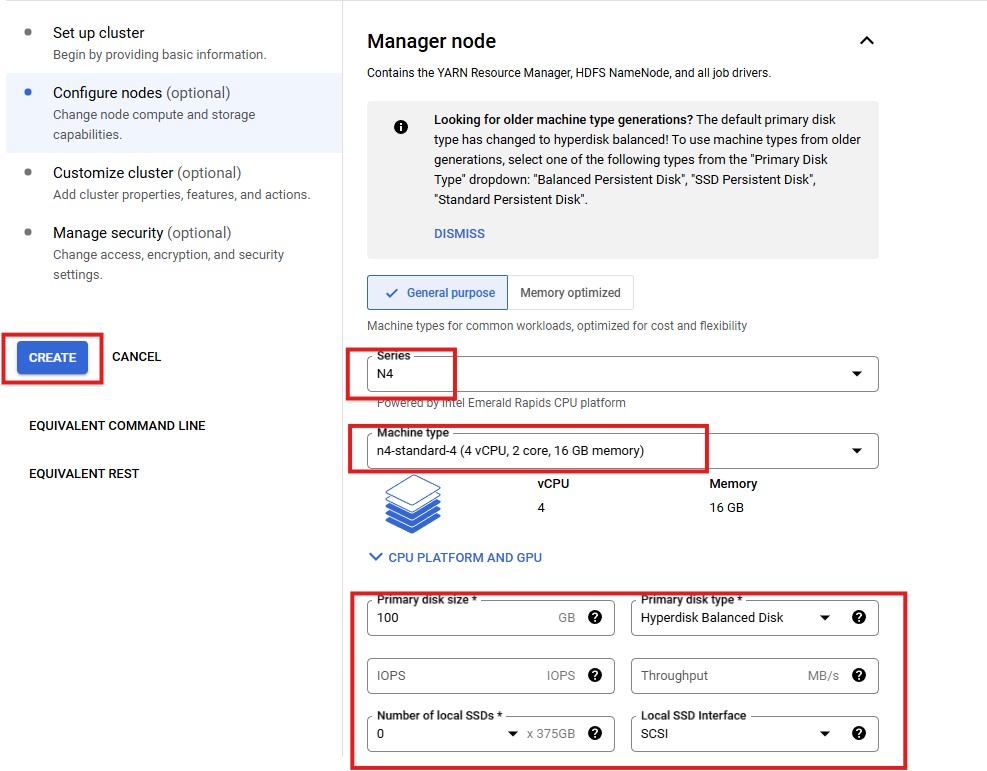 Set up cluster
Begin by providing basic information.
Configure nodes (optional)
Change node compute and storage
capabilities.
Customize cluster (optional)
Add cluster properties, features, and actions.
Manage security (optional)
Change access, encryption, and security
settings.
CREATE
CANCEL
EQUIVALENT COMMAND LINE
EQUIVALENT REST
Manager node
Contains the YARN Resource Manager, HDFS NameNode, and all job drivers.
Looking for older machine type generations? The default primary disk
type has changed to hyperdisk balanced! To use machine types from older
generations, select one of the following types from the "Primary Disk
Type" dropdown: "Balanced Persistent Disk", "SSD Persistent Disk",
"Standard Persistent Disk".
DISMISS
General purpose
Memory optimized
Machine types for common workloads, optimized for cost and flexibility
Series
N4
Powered by Intel Emerald Rapids CPU platform
Machine type
n4-standard-4 (4 vCPU, 2 core, 16 GB memory)
vCPU
Memory
4
16 GB
CPU PLATFORM AND GPU
Primary disk size *
100 GB
Primary disk type *
Hyperdisk Balanced Disk
IOPS IOPS
Throughput MB/s
Number of local SSDs *
0 x 375GB
Local SSD Interface
SCSI